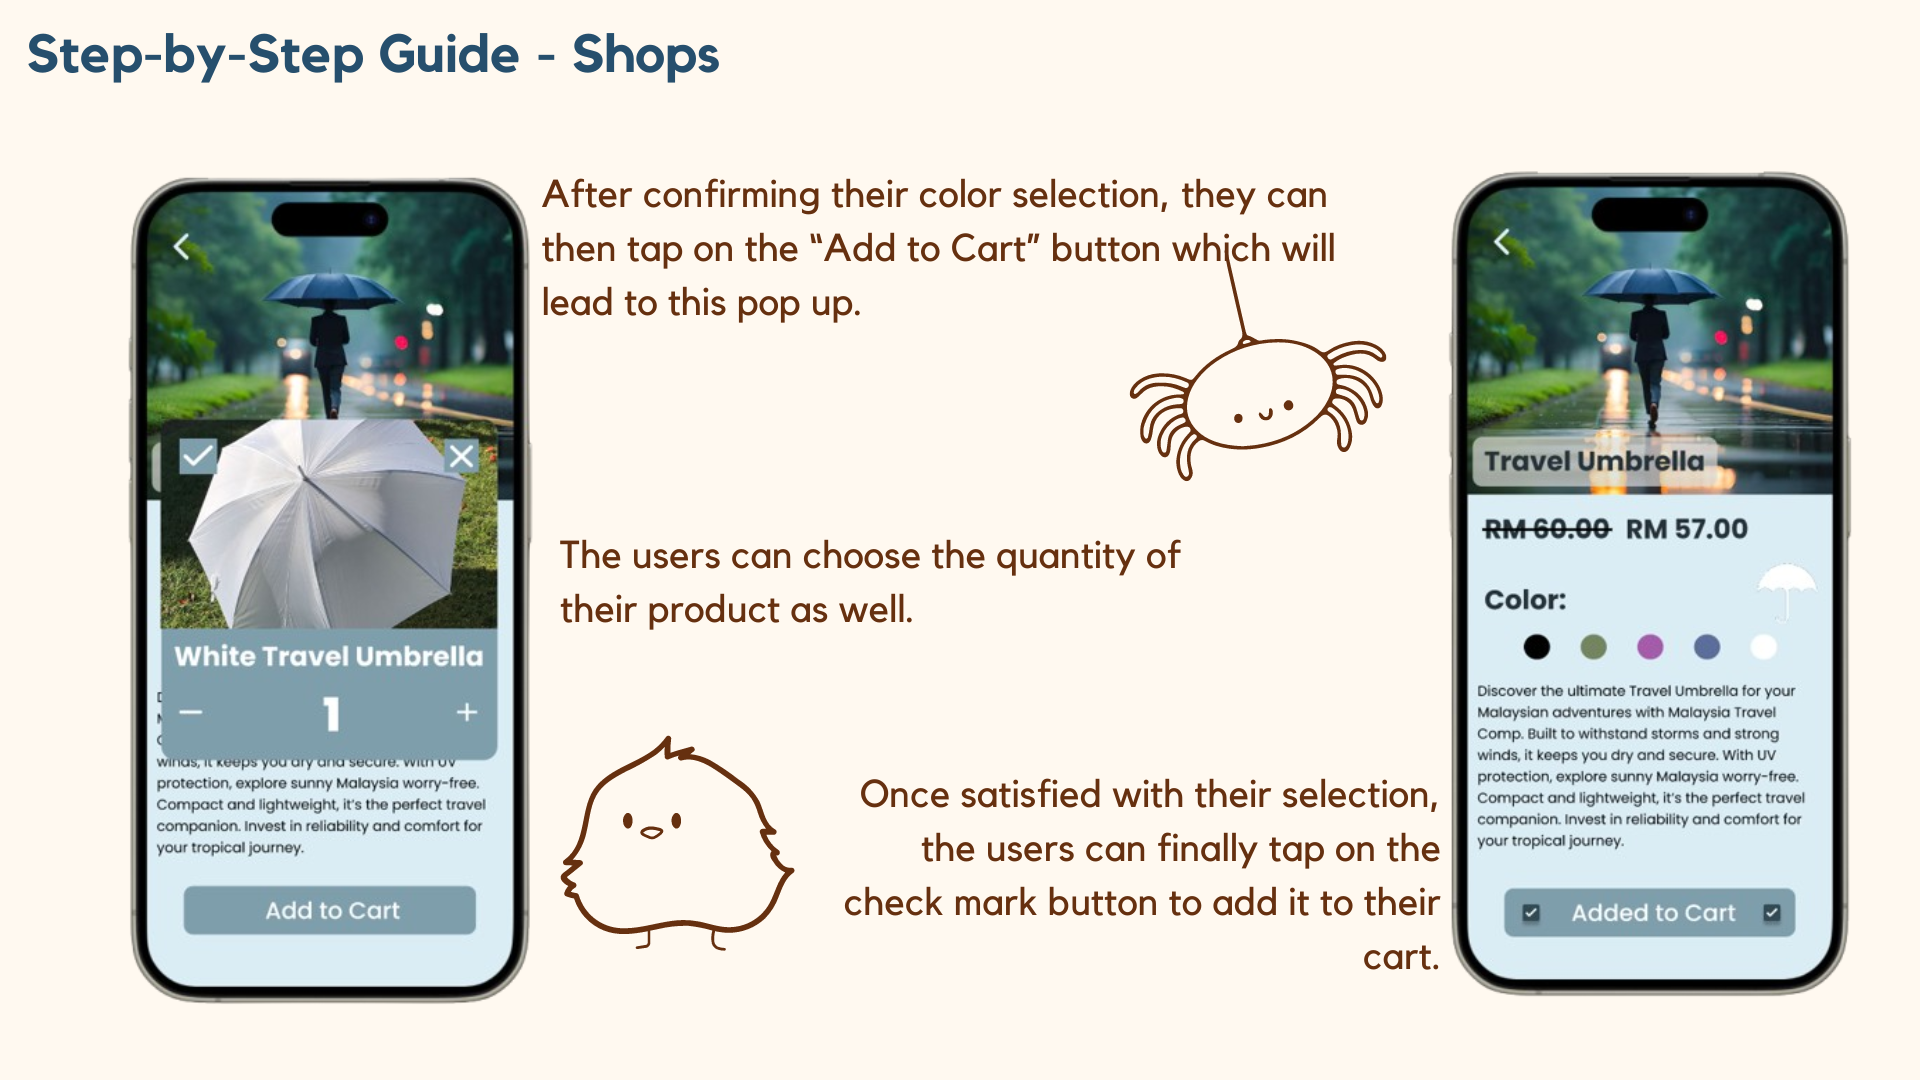 Step-by-Step Guide - Shops
After confirming their color selection, they can
then tap on the “Add to Cart” button which will
lead to this pop up.
White Travel Umbrella
1
winds, it keeps you dry and secure. With UV
protection, explore sunny Malaysia worry-free.
Compact and lightweight, it's the perfect travel
companion. Invest in reliability and comfort for
your tropical journey.
Add to Cart
The users can choose the quantity of
their product as well.
Once satisfied with their selection,
the users can finally tap on the
check mark button to add it to their
cart.
Travel Umbrella
RM 60.00 RM 57.00
Color:
Discover the ultimate Travel Umbrella for your
Malaysian adventures with Malaysia Travel
Comp. Built to withstand storms and strong
winds, it keeps you dry and secure. With UV
protection, explore sunny Malaysia worry-free.
Compact and lightweight, it's the perfect travel
companion. Invest in reliability and comfort for
your tropical journey.
Added to Cart